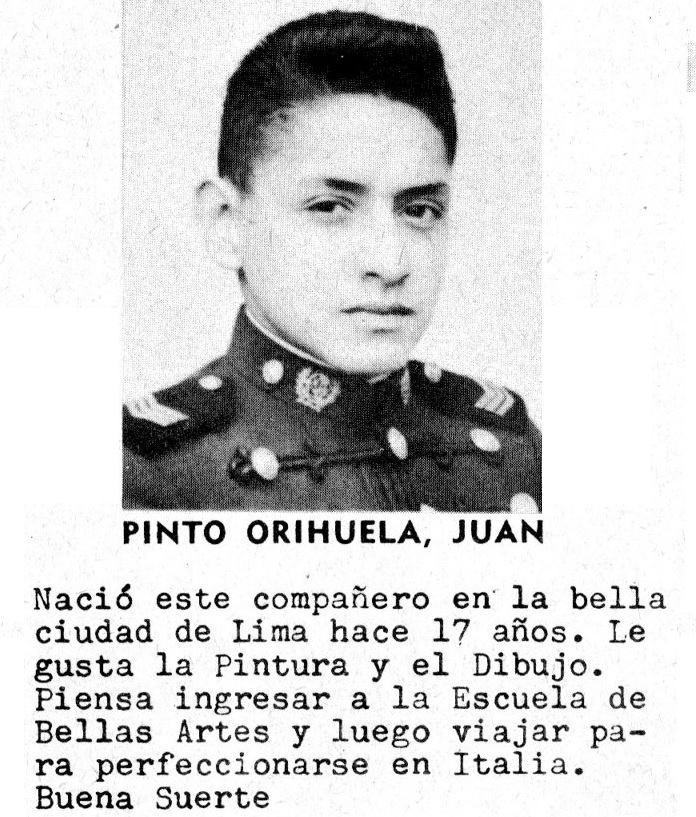 PINTO ORIHUELA, JUAN
Nació este compañero en la bella
ciudad de Lima hace 17 años. Le
gusta la Pintura y el Dibujo.
Piensa ingresar a la Escuela de
Bellas Artes y luego viajar pa-
ra perfeccionarse en Italia.
Buena Suerte